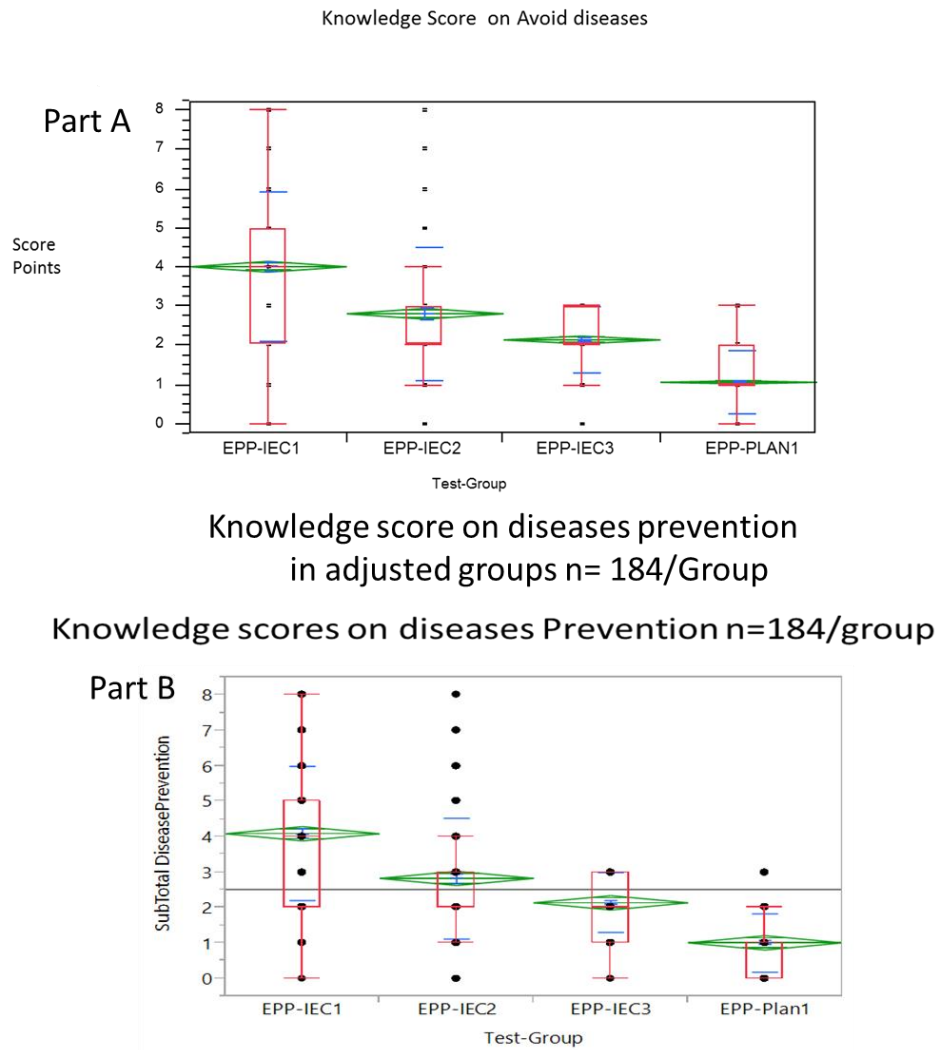 Knowledge Score on Avoid diseases
Part A
Score
Points
8
7
6
5
4
3
2
1
0
EPP-IEC1 EPP-IEC2 EPP-IEC3 EPP-PLAN1
Test-Group
Knowledge score on diseases prevention
in adjusted groups n= 184/Group
Knowledge scores on diseases Prevention n=184/group
Part B
SubTotal DiseasePrevention
8
7
6
5
4
3
2
1
0
EPP-IEC1 EPP-IEC2 EPP-IEC3 EPP-Plan1
Test-Group